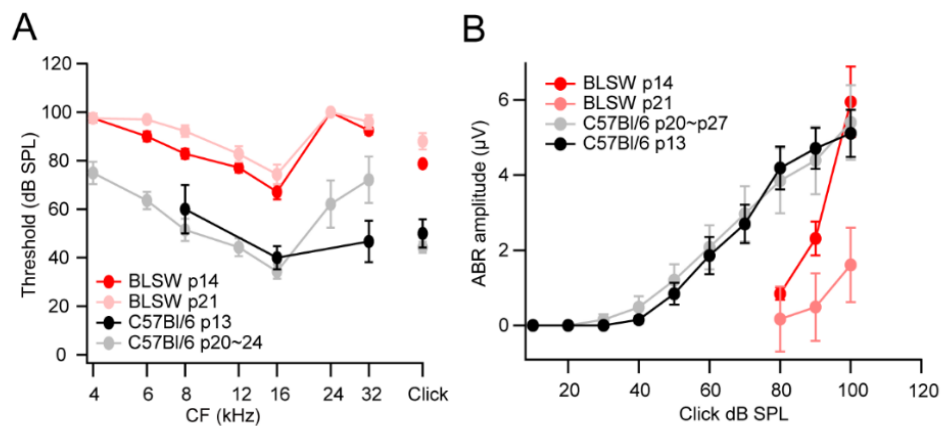 A
Threshold (dB SPL)
120
100
80
60
40
20
0
BLSW p14
BLSW p21
C57Bl/6 p13
C57Bl/6 p20~24
4 6 8 12 16 24 32 Click
CF (kHz)
B
ABR amplitude (µV)
6
4
2
0
BLSW p14
BLSW p21
C57Bl/6 p20~p27
C57Bl/6 p13
20 40 60 80 100 120
Click dB SPL